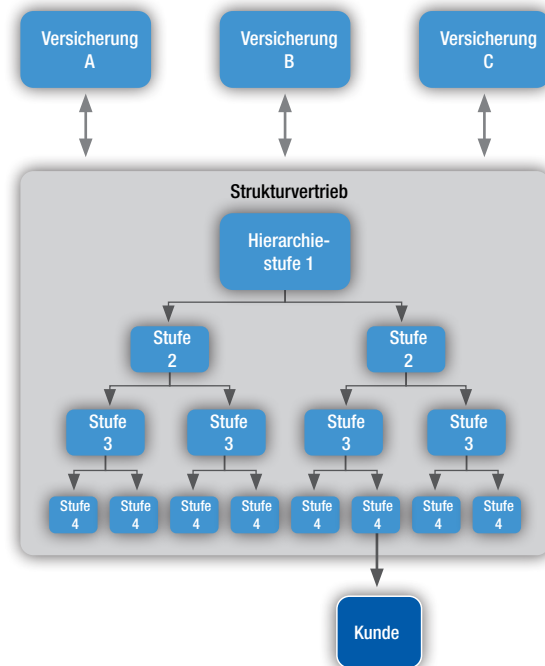 Versicherung
A
Versicherung
B
Versicherung
C
Strukturvertrieb
Hierarchie-
stufe 1
Stufe
2
Stufe
2
Stufe
3
Stufe
3
Stufe
3
Stufe
3
Stufe
4
Stufe
4
Stufe
4
Stufe
4
Stufe
4
Stufe
4
Stufe
4
Stufe
4
Kunde